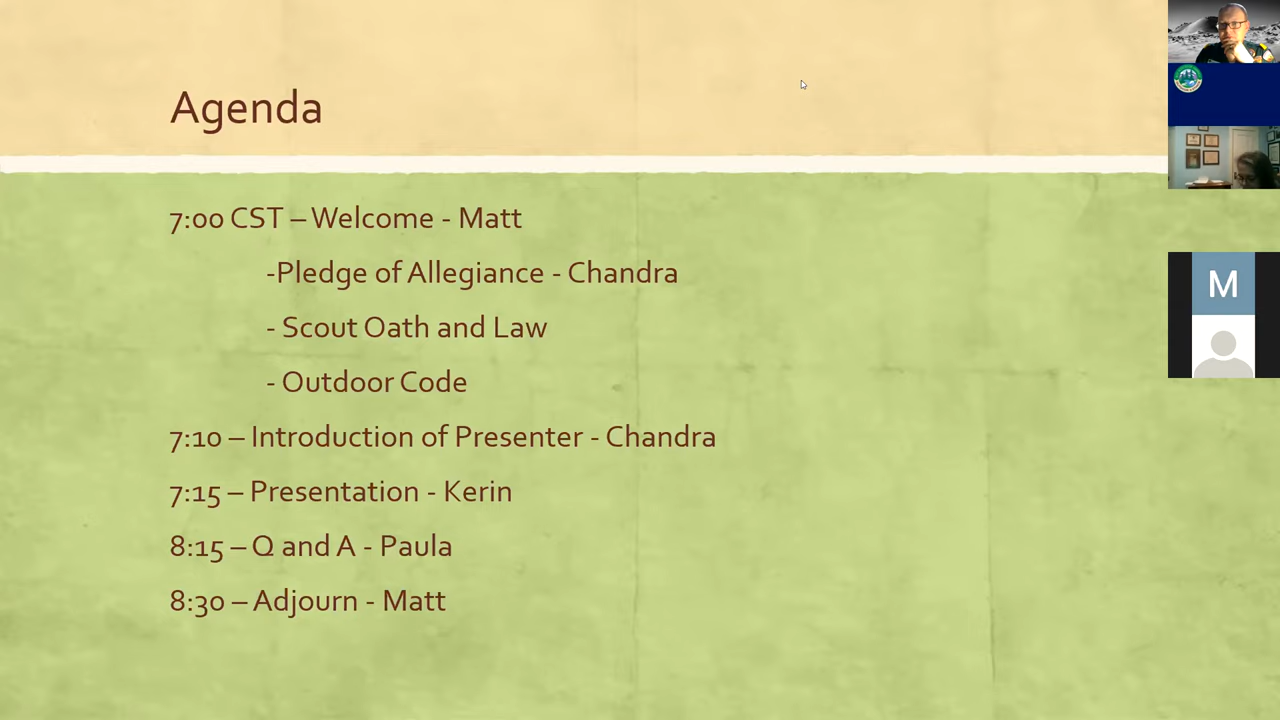 Agenda
7:00 CST – Welcome - Matt
-Pledge of Allegiance - Chandra
- Scout Oath and Law
- Outdoor Code
7:10 – Introduction of Presenter - Chandra
7:15 – Presentation - Kerin
8:15 – Q and A - Paula
8:30 – Adjourn - Matt
M